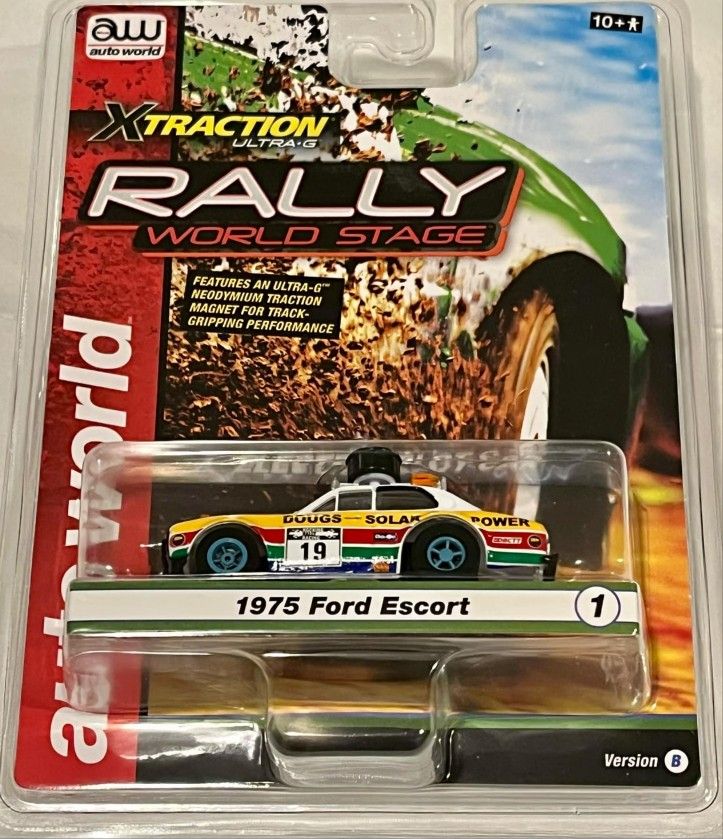 aw
auto world
10+
XTRACTION
ULTRA•G
RALLY
WORLD STAGE
FEATURES AN ULTRA-G™
NEODYMIUM TRACTION
MAGNET FOR TRACK-
GRIPPING PERFORMANCE
auto world
DOUGS SOLAR POWER
19
1975 Ford Escort
1
Version B